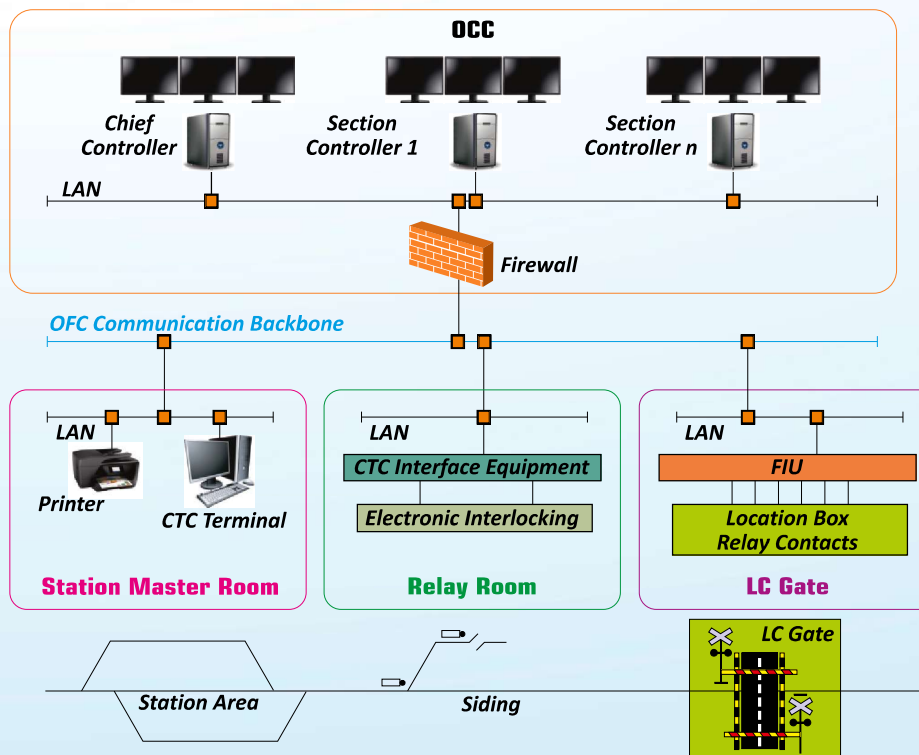 OCC
Chief
Controller
Section
Controller 1
Section
Controller n
LAN
Firewall
OFC Communication Backbone
LAN
Printer
CTC Terminal
Station Master Room
LAN
CTC Interface Equipment
Electronic Interlocking
Relay Room
LAN
FIU
Location Box
Relay Contacts
LC Gate
Station Area
Siding
LC Gate